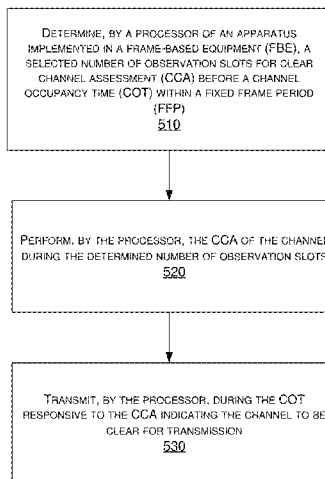 DETERMINE, BY A PROCESSOR OF AN APPARATUS
IMPLEMENTED IN A FRAME-BASED EQUIPMENT (FBE), A
SELECTED NUMBER OF OBSERVATION SLOTS FOR CLEAR
CHANNEL ASSESSMENT (CCA) BEFORE A CHANNEL
OCCUPANCY TIME (COT) WITHIN A FIXED FRAME PERIOD
(FFP)
510
PERFORM, BY THE PROCESSOR, THE CCA OF THE CHANNEL
DURING THE DETERMINED NUMBER OF OBSERVATION SLOTS
520
TRANSMIT, BY THE PROCESSOR, DURING THE COT
RESPONSIVE TO THE CCA INDICATING THE CHANNEL TO BE
CLEAR FOR TRANSMISSION
530